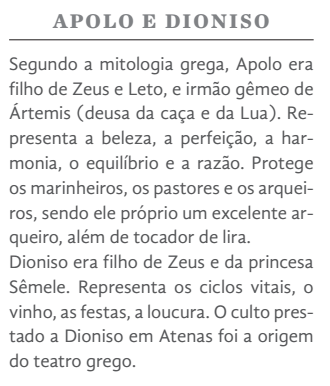 APOLO E DIONISO
Segundo a mitologia grega, Apolo era
filho de Zeus e Leto, e irmão gêmeo de
Ártemis (deusa da caça e da Lua). Re-
presenta a beleza, a perfeição, a har-
monia, o equilíbrio e a razão. Protege
os marinheiros, os pastores e os arquei-
ros, sendo ele próprio um excelente ar-
queiro, além de tocador de lira.
Dioniso era filho de Zeus e da princesa
Sêmele. Representa os ciclos vitais, o
vinho, as festas, a loucura. O culto pres-
tado a Dioniso em Atenas foi a origem
do teatro grego.